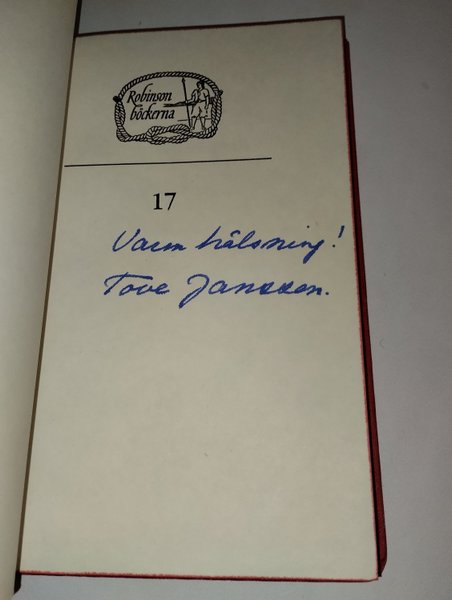 Robinson
böckerna
17
Varm hälsning!
Tove Jansson.